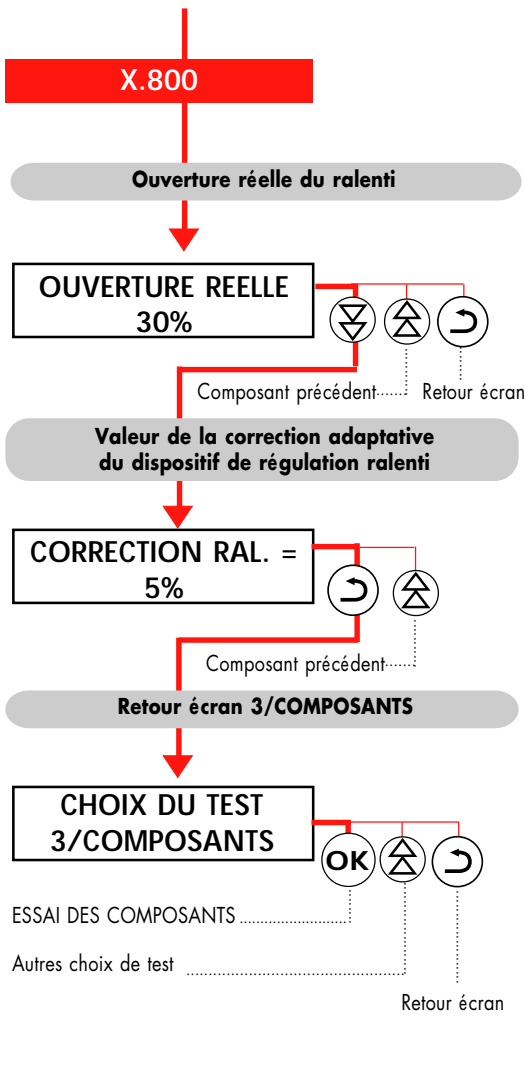 X.800
Ouverture réelle du ralenti
OUVERTURE REELLE
30%
Composant précédent
Retour écran
Valeur de la correction adaptative
du dispositif de régulation ralenti
CORRECTION RAL. =
5%
Composant précédent
Retour écran 3/COMPOSANTS
CHOIX DU TEST
3/COMPOSANTS
OK
ESSAI DES COMPOSANTS
Autres choix de test
Retour écran